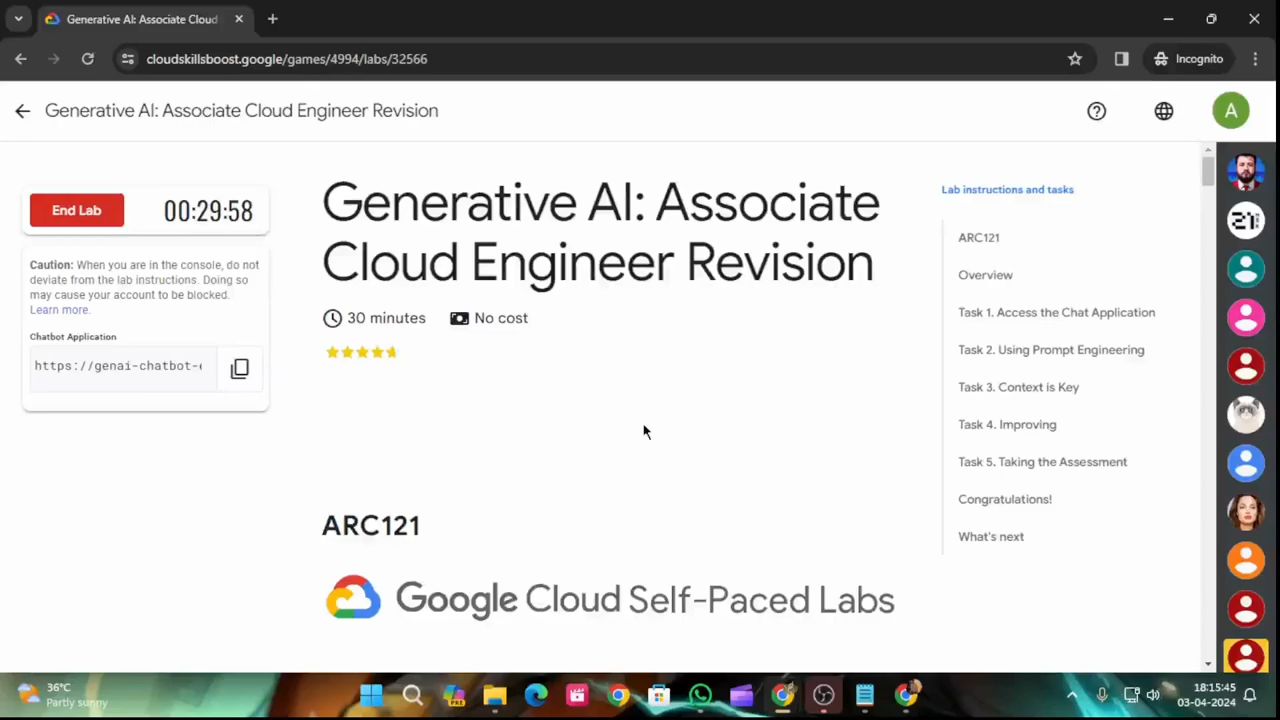 Generative AI: Associate Cloud
cloudskillsboost.google/games/4994/labs/32566
Incognito
Generative AI: Associate Cloud Engineer Revision
A
End Lab
00:29:58
Caution: When you are in the console, do not
deviate from the lab instructions. Doing so
may cause your account to be blocked.
Learn more.
Chatbot Application
https://genai-chatbot-
Generative AI: Associate
Cloud Engineer Revision
30 minutes
No cost
ARC121
Google Cloud Self-Paced Labs
Lab instructions and tasks
ARC121
Overview
Task 1. Access the Chat Application
Task 2. Using Prompt Engineering
Task 3. Context is Key
Task 4. Improving
Task 5. Taking the Assessment
Congratulations!
What's next
21
36°C
Partly sunny
PRE
18:15:45
03-04-2024